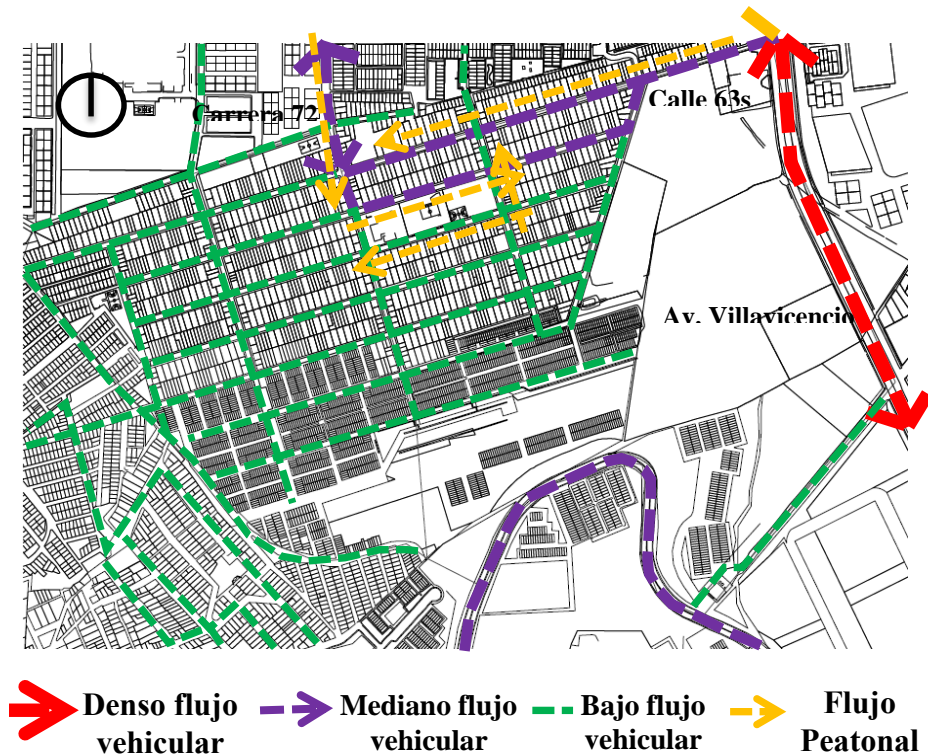 Calle 63s
Carrera 72
Av. Villavicencio
Denso flujo
vehicular
Mediano flujo
vehicular
Bajo flujo
vehicular
Flujo
Peatonal